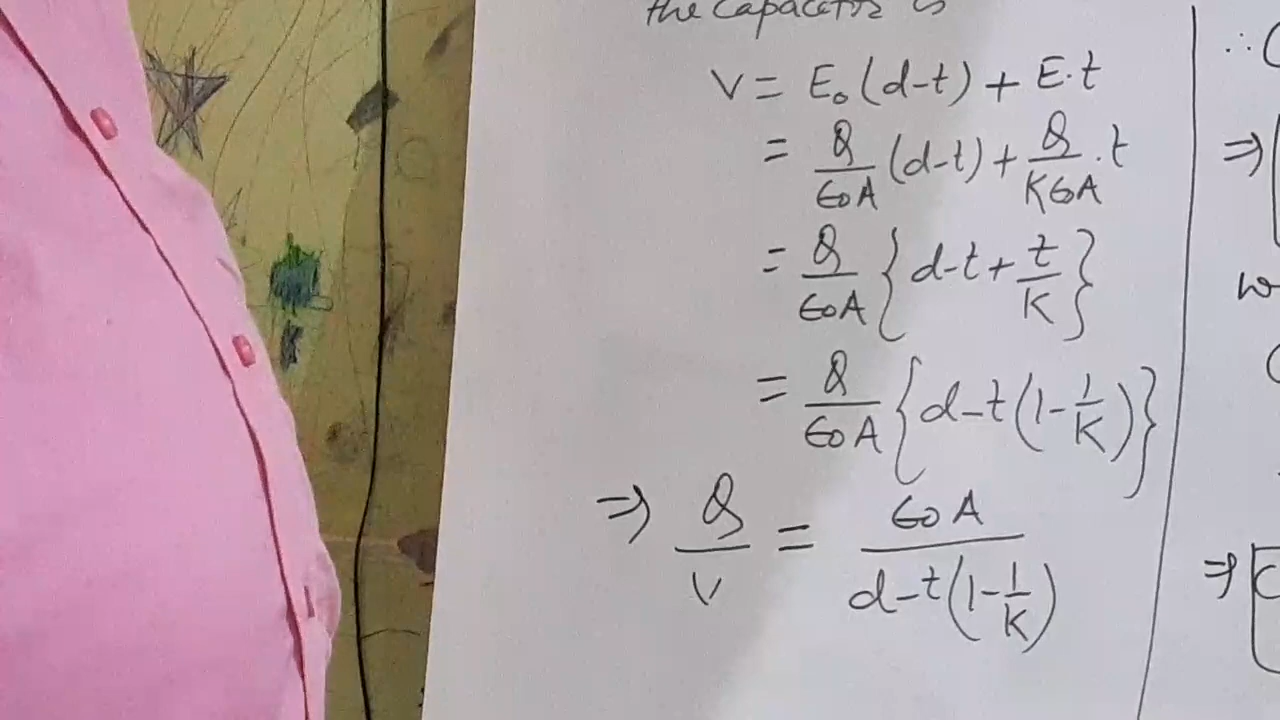 the capacitor is
V = E₀(d-t) + E.t
= Q/ϵ₀A (d-t) + Q/Kϵ₀A .t
= Q/ϵ₀A {d-t+t/K}
= Q/ϵ₀A {d-t(1-1/K)}
⇒ Q/V = ϵ₀A/d-t(1-1/K)
∴ C
⇒
w
C
⇒ C